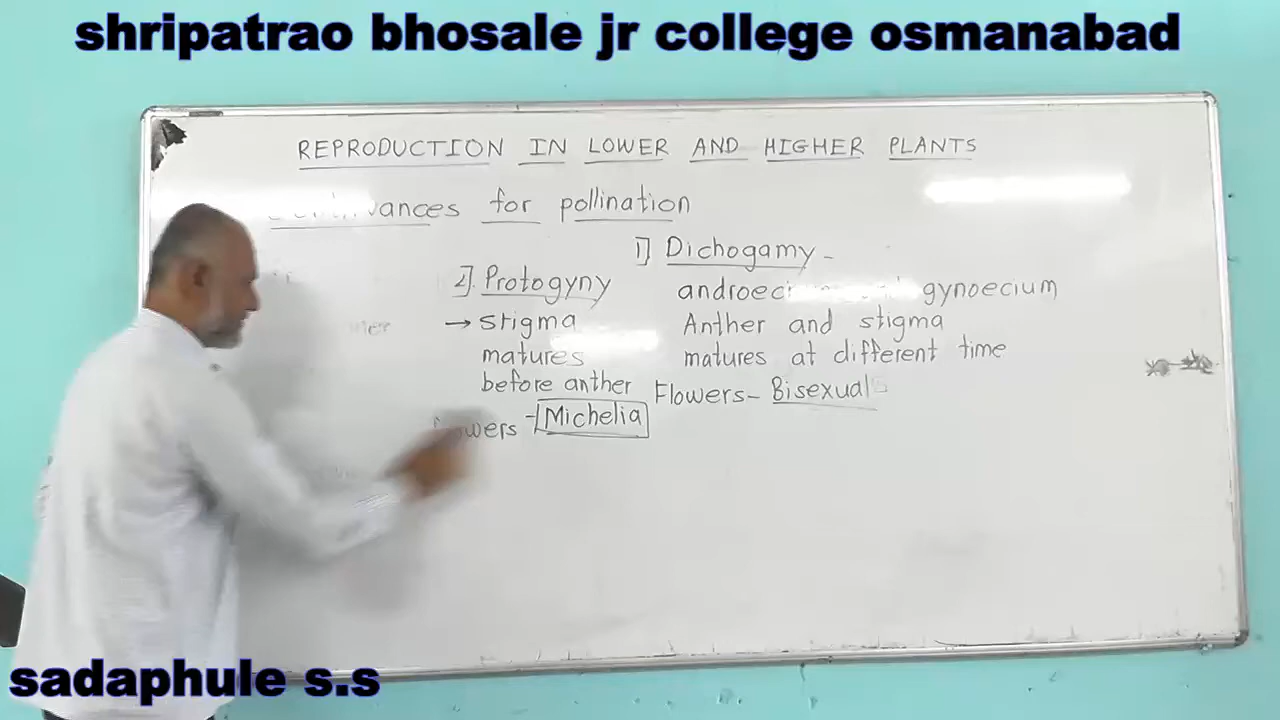 shripatrao bhosale jr college osmanabad
REPRODUCTION IN LOWER AND HIGHER PLANTS
for pollination
1] Dichogamy -
androeci gynoecium
Anther and stigma
matures at different time
Flowers - Bisexual
2]. Protogyny
→ stigma
matures
before anther
- Michelia
sadaphule s.s